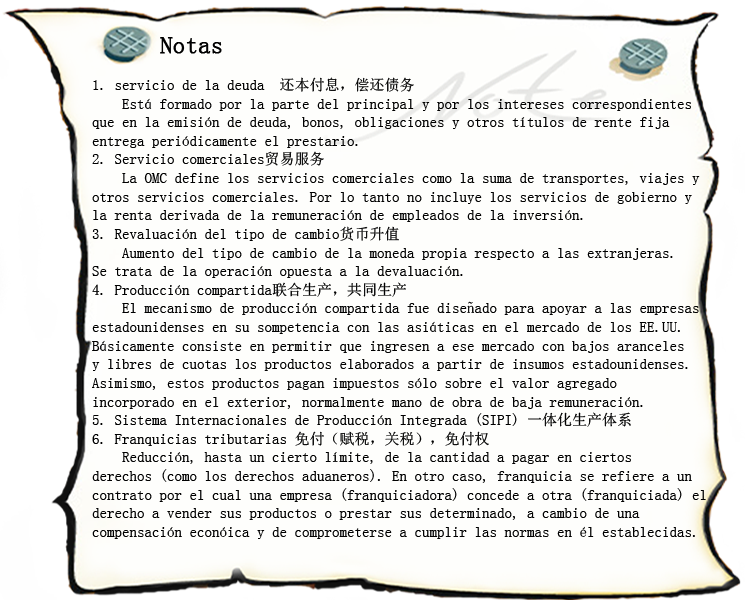 Notas
Note
1. servicio de la deuda 还本付息，偿还债务
Está formado por la parte del principal y por los intereses correspondientes
que en la emisión de deuda, bonos, obligaciones y otros títulos de rente fija
entrega periódicamente el prestario.
2. Servicio comerciales贸易服务
La OMC define los servicios comerciales como la suma de transportes, viajes y
otros servicios comerciales. Por lo tanto no incluye los servicios de gobierno y
la renta derivada de la remuneración de empleados de la inversión.
3. Revaluación del tipo de cambio货币升值
Aumento del tipo de cambio de la moneda propia respecto a las extranjeras.
Se trata de la operación opuesta a la devaluación.
4. Producción compartida联合生产，共同生产
El mecanismo de producción compartida fue diseñado para apoyar a las empresas
estadounidenses en su sompetencia con las asiáticas en el mercado de los EE.UU.
Básicamente consiste en permitir que ingresen a ese mercado con bajos aranceles
y libres de cuotas los productos elaborados a partir de insumos estadounidenses.
Asimismo, estos productos pagan impuestos sólo sobre el valor agregado
incorporado en el exterior, normalmente mano de obra de baja remuneración.
5. Sistema Internacionales de Producción Integrada (SIPI) 一体化生产体系
6. Franquicias tributarias 免付（赋税，关税），免付权
Reducción, hasta un cierto límite, de la cantidad a pagar en ciertos
derechos (como los derechos aduaneros). En otro caso, franquicia se refiere a un
contrato por el cual una empresa (franquiciadora) concede a otra (franquiciada) el
derecho a vender sus productos o prestar sus determinado, a cambio de una
compensación econóica y de comprometerse a cumplir las normas en él establecidas.